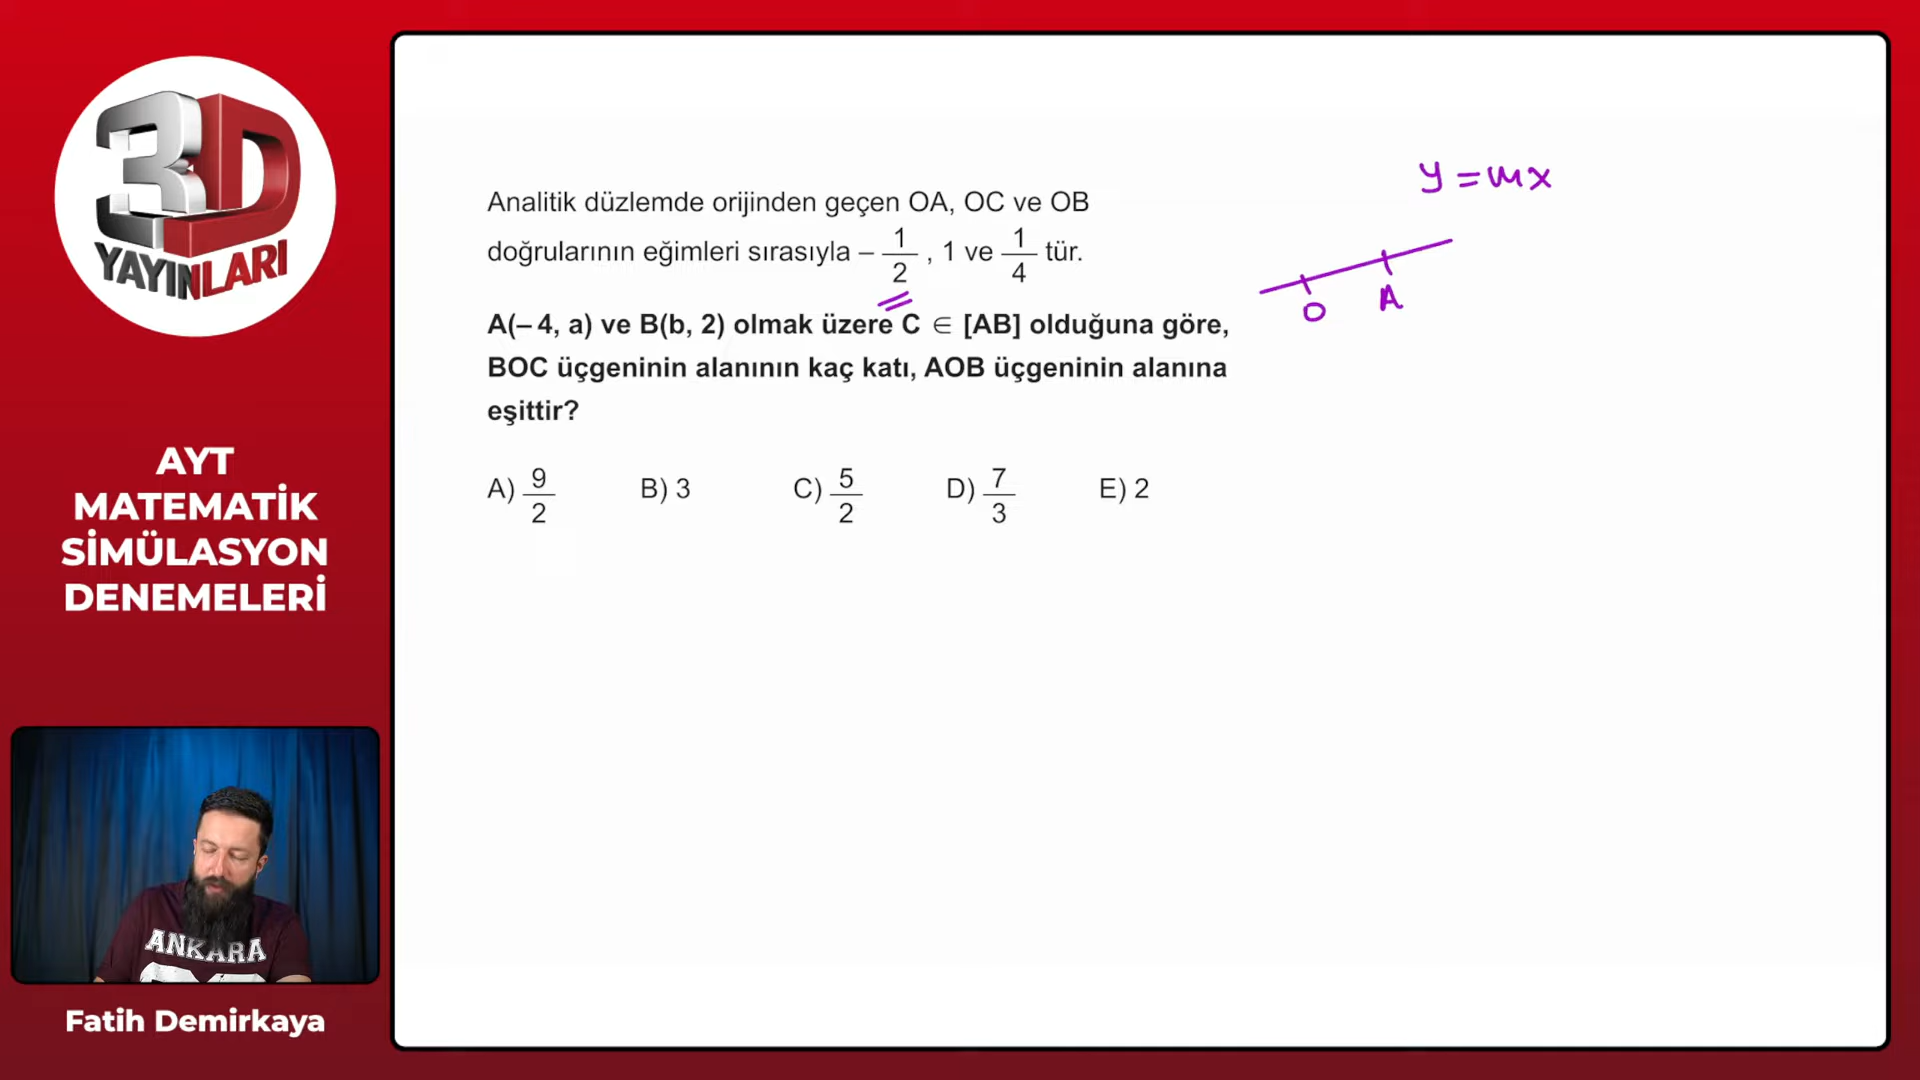 3D
YAYINLARI
AYT
MATEMATİK
SİMÜLASYON
DENEMELERİ
ANKARA
Fatih Demirkaya
Analitik düzlemde orijinden geçen OA, OC ve OB
doğrularının eğimleri sırasıyla – 1/2 , 1 ve 1/4 tür.
A(– 4, a) ve B(b, 2) olmak üzere C ∈ [AB] olduğuna göre,
BOC üçgeninin alanının kaç katı, AOB üçgeninin alanına
eşittir?
A) 9/2 B) 3 C) 5/2 D) 7/3 E) 2
y = mx
O A